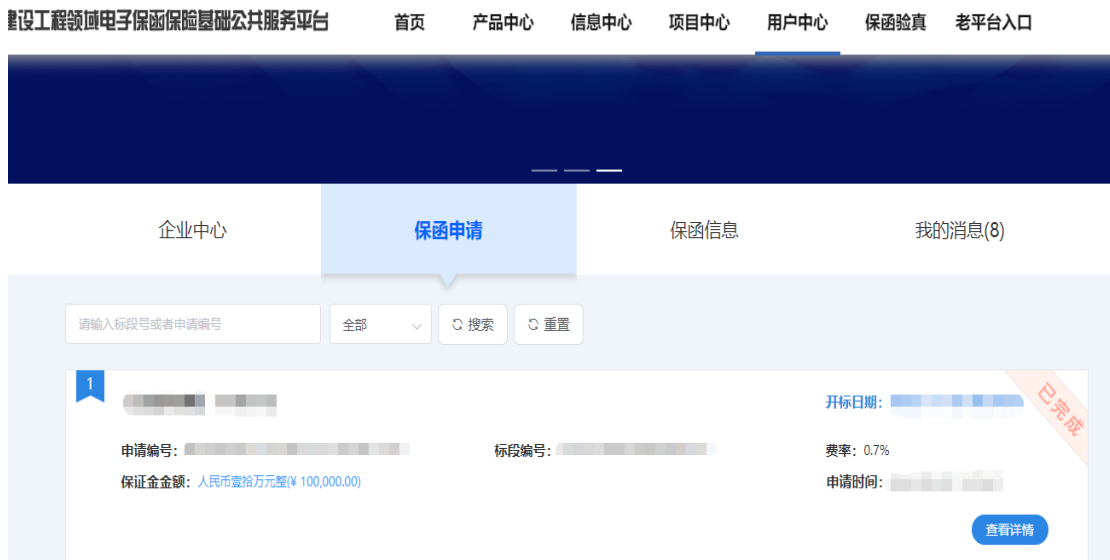 建设工程领域电子保函保险基础公共服务平台 首页 产品中心 信息中心 项目中心 用户中心 保函验真 老平台入口
企业中心 保函申请 保函信息 我的消息(8)
请输入标段号或者申请编号 全部 搜索 重置
1
已完成
开标日期:
申请编号: 标段编号: 费率: 0.7%
保证金金额: 人民币壹拾万元整(¥ 100,000.00) 申请时间:
查看详情